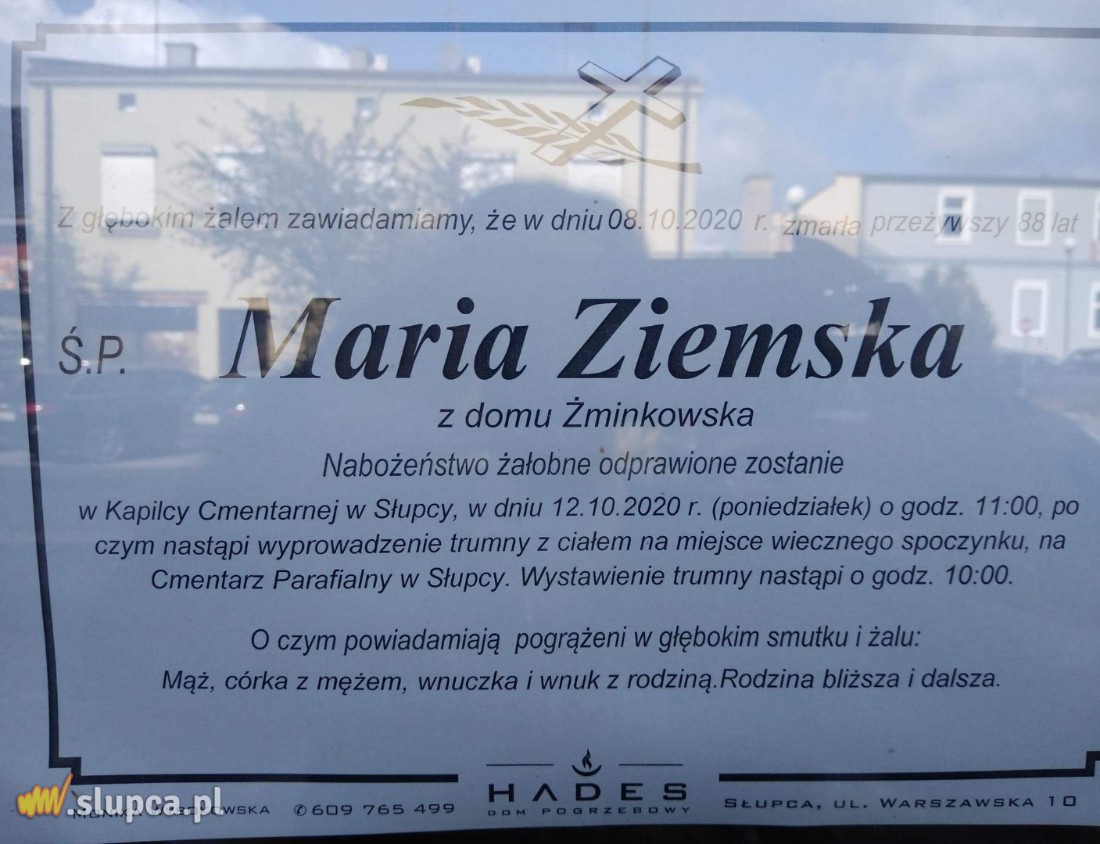 Z głębokim żalem zawiadamiamy, że w dniu 08.10.2020 r. zmarła przeżywszy 88 lat
Ś.P. Maria Ziemska
z domu Żminkowska
Nabożeństwo żałobne odprawione zostanie
w Kapilcy Cmentarnej w Słupcy, w dniu 12.10.2020 r. (poniedziałek) o godz. 11:00, po
czym nastąpi wyprowadzenie trumny z ciałem na miejsce wiecznego spoczynku, na
Cmentarz Parafialny w Słupcy. Wystawienie trumny nastąpi o godz. 10:00.
O czym powiadamiają pogrążeni w głębokim smutku i żalu:
Mąż, córka z mężem, wnuczka i wnuk z rodziną.Rodzina bliższa i dalsza.
609 765 499
HADES
DOM POGRZEBOWY
SŁUPCA, UL. WARSZAWSKA 10
.slupca.pl